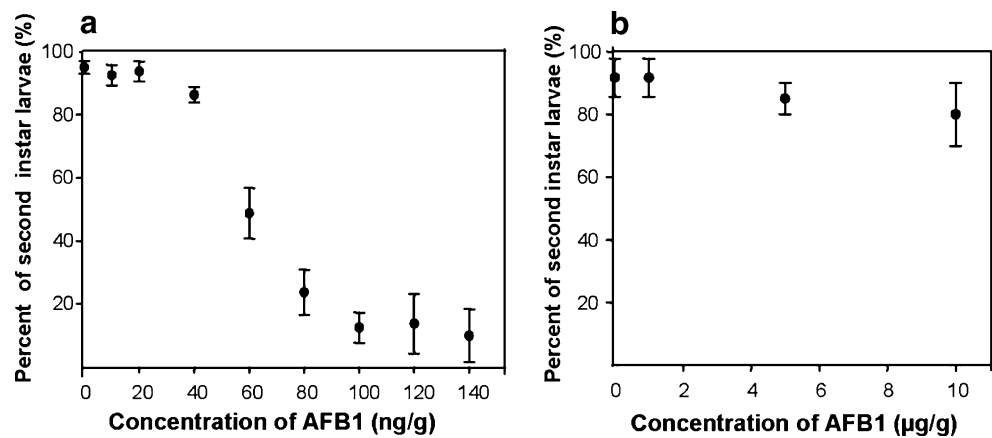 a
Percent of second instar larvae (%)
100
80
60
40
20
0 20 40 60 80 100 120 140
Concentration of AFB1 (ng/g)
b
Percent of second instar larvae (%)
100
80
60
40
20
0 2 4 6 8 10
Concentration of AFB1 (µg/g)